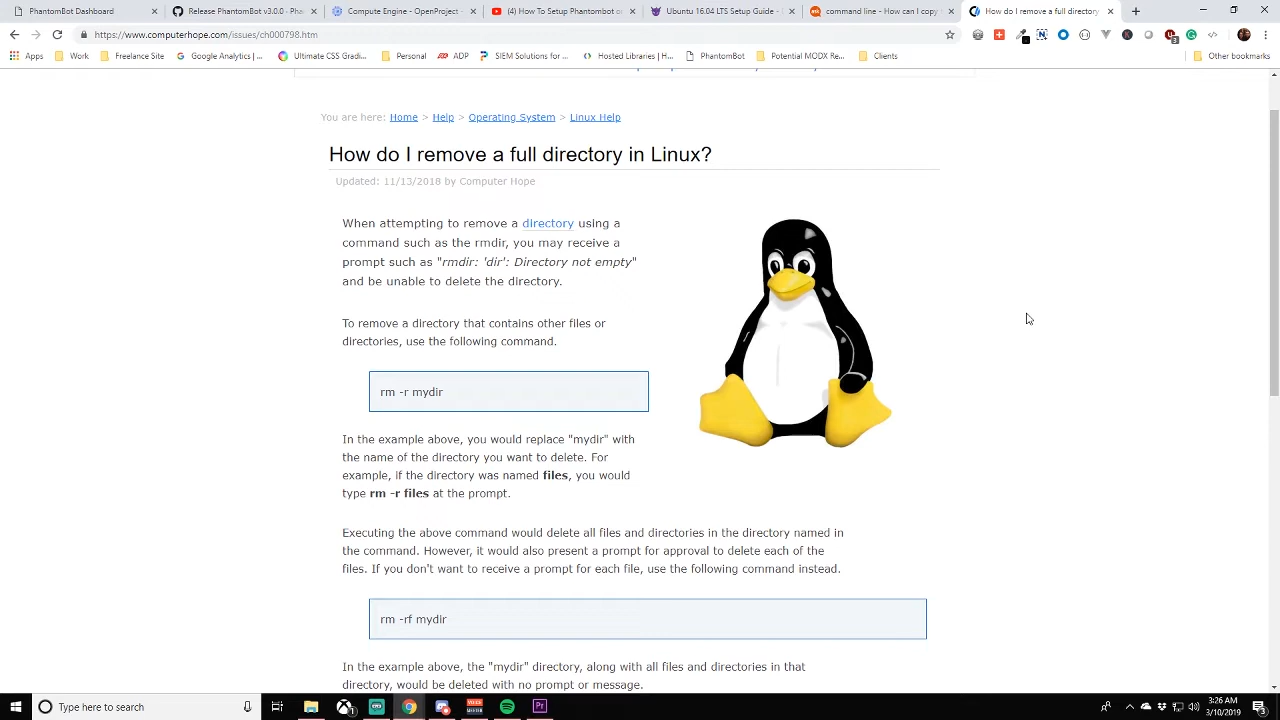 PhantomBot Dashboard
Release PhantomBot v3.0.0 - Pha
Compute Engine - OpenProject
(4) How To Setup Phantombot on
Ubuntu 16.04 LTS Setup Guide -
command line - How can I copy
How do I remove a full directory
https://www.computerhope.com/issues/ch000798.htm
Apps
Work
Freelance Site
Google Analytics |...
Ultimate CSS Gradi...
Personal
ADP
SIEM Solutions for...
Hosted Libraries | H...
PhantomBot
Potential MODX Re...
Clients
Other bookmarks
You are here: Home > Help > Operating System > Linux Help
How do I remove a full directory in Linux?
Updated: 11/13/2018 by Computer Hope
When attempting to remove a directory using a
command such as the rmdir, you may receive a
prompt such as "rmdir: 'dir': Directory not empty"
and be unable to delete the directory.
To remove a directory that contains other files or
directories, use the following command.
rm -r mydir
In the example above, you would replace "mydir" with
the name of the directory you want to delete. For
example, if the directory was named files, you would
type rm -r files at the prompt.
Executing the above command would delete all files and directories in the directory named in
the command. However, it would also present a prompt for approval to delete each of the
files. If you don't want to receive a prompt for each file, use the following command instead.
rm -rf mydir
In the example above, the "mydir" directory, along with all files and directories in that
directory, would be deleted with no prompt or message.
Type here to search
3:26 AM
3/10/2019